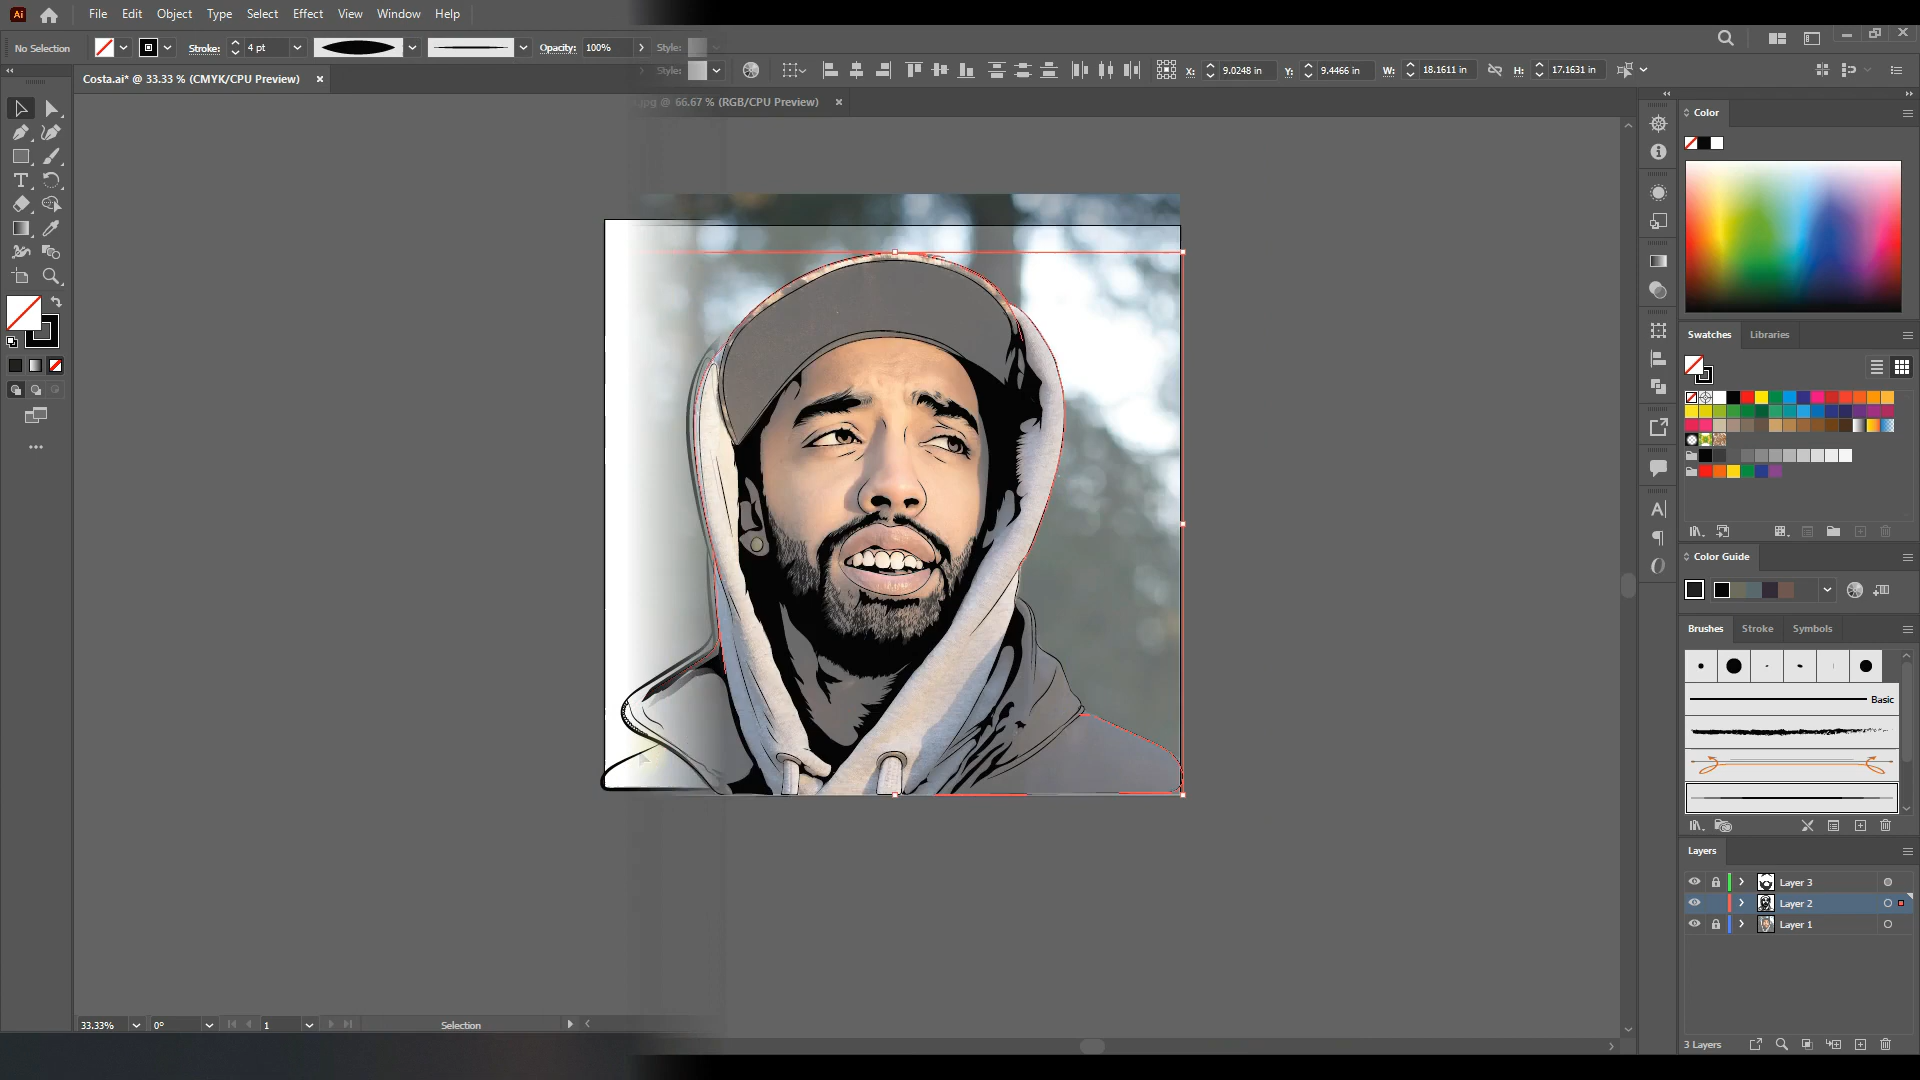 Ai File Edit Object Type Select Effect View Window Help
No Selection Stroke: 4 pt Opacity: 100% Style:
Style: X: 9.0248 in Y: 9.4466 in W: 18.1611 in H: 17.1631 in
Costa.ai* @ 33.33 % (CMYK/CPU Preview) ×
.jpg @ 66.67 % (RGB/CPU Preview) ×
Color
Swatches Libraries
Color Guide
Brushes Stroke Symbols
Basic
Layers
Layer 3
Layer 2
Layer 1
33.33% 0° 1 Selection
3 Layers